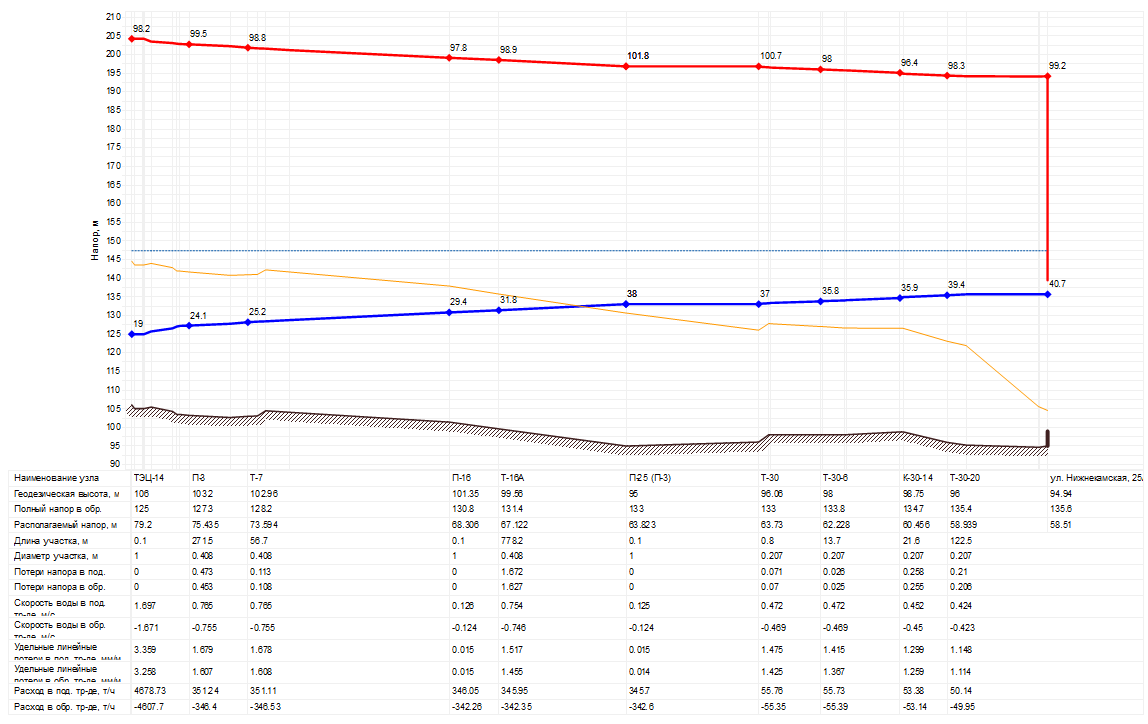 210
205
200
195
190
185
180
175
170
165
160
155
150
145
140
135
130
125
120
115
110
105
100
95
90
Напор, м
98.2 99.5 98.8 97.8 98.9 101.8 100.7 98 96.4 98.3 99.2
19 24.1 25.2 29.4 31.8 38 37 35.8 35.9 39.4 40.7
Наименование узла ТЭЦ-14 П-3 Т-7 П-16 Т-16А П-25 (П-3) Т-30 Т-30-6 К-30-14 Т-30-20 ул. Нижнекамская, 25/
Геодезическая высота, м 106 103.2 102.96 101.35 99.56 95 96.06 98 98.75 96 94.94
Полный напор в обр. 125 127.3 128.2 130.8 131.4 133 133 133.8 134.7 135.4 135.6
Располагаемый напор, м 79.2 75.435 73.594 68.306 67.122 63.823 63.73 62.228 60.456 58.939 58.51
Длина участка, м 0.1 271.5 56.7 0.1 778.2 0.1 0.8 13.7 21.6 122.5
Диаметр участка, м 1 0.408 0.408 1 0.408 1 0.207 0.207 0.207 0.207
Потери напора в под. 0 0.473 0.113 0 1.672 0 0.071 0.026 0.258 0.21
Потери напора в обр. 0 0.453 0.108 0 1.627 0 0.07 0.025 0.255 0.206
Скорость воды в под.
тр-де, м/с 1.697 0.765 0.765 0.126 0.754 0.125 0.472 0.472 0.452 0.424
Скорость воды в обр.
тр-де, м/с -1.671 -0.755 -0.755 -0.124 -0.746 -0.124 -0.469 -0.469 -0.45 -0.423
Удельные линейные
потери в под. тр-де, мм/м 3.359 1.679 1.678 0.015 1.517 0.015 1.475 1.415 1.299 1.148
Удельные линейные
потери в обр. тр-де, мм/м 3.258 1.607 1.608 0.015 1.455 0.014 1.425 1.367 1.259 1.114
Расход в под. тр-де, т/ч 4678.73 351.24 351.11 346.05 345.95 345.7 55.76 55.73 53.38 50.14
Расход в обр. тр-де, т/ч -4607.7 -346.4 -346.53 -342.26 -342.35 -342.6 -55.35 -55.39 -53.14 -49.95